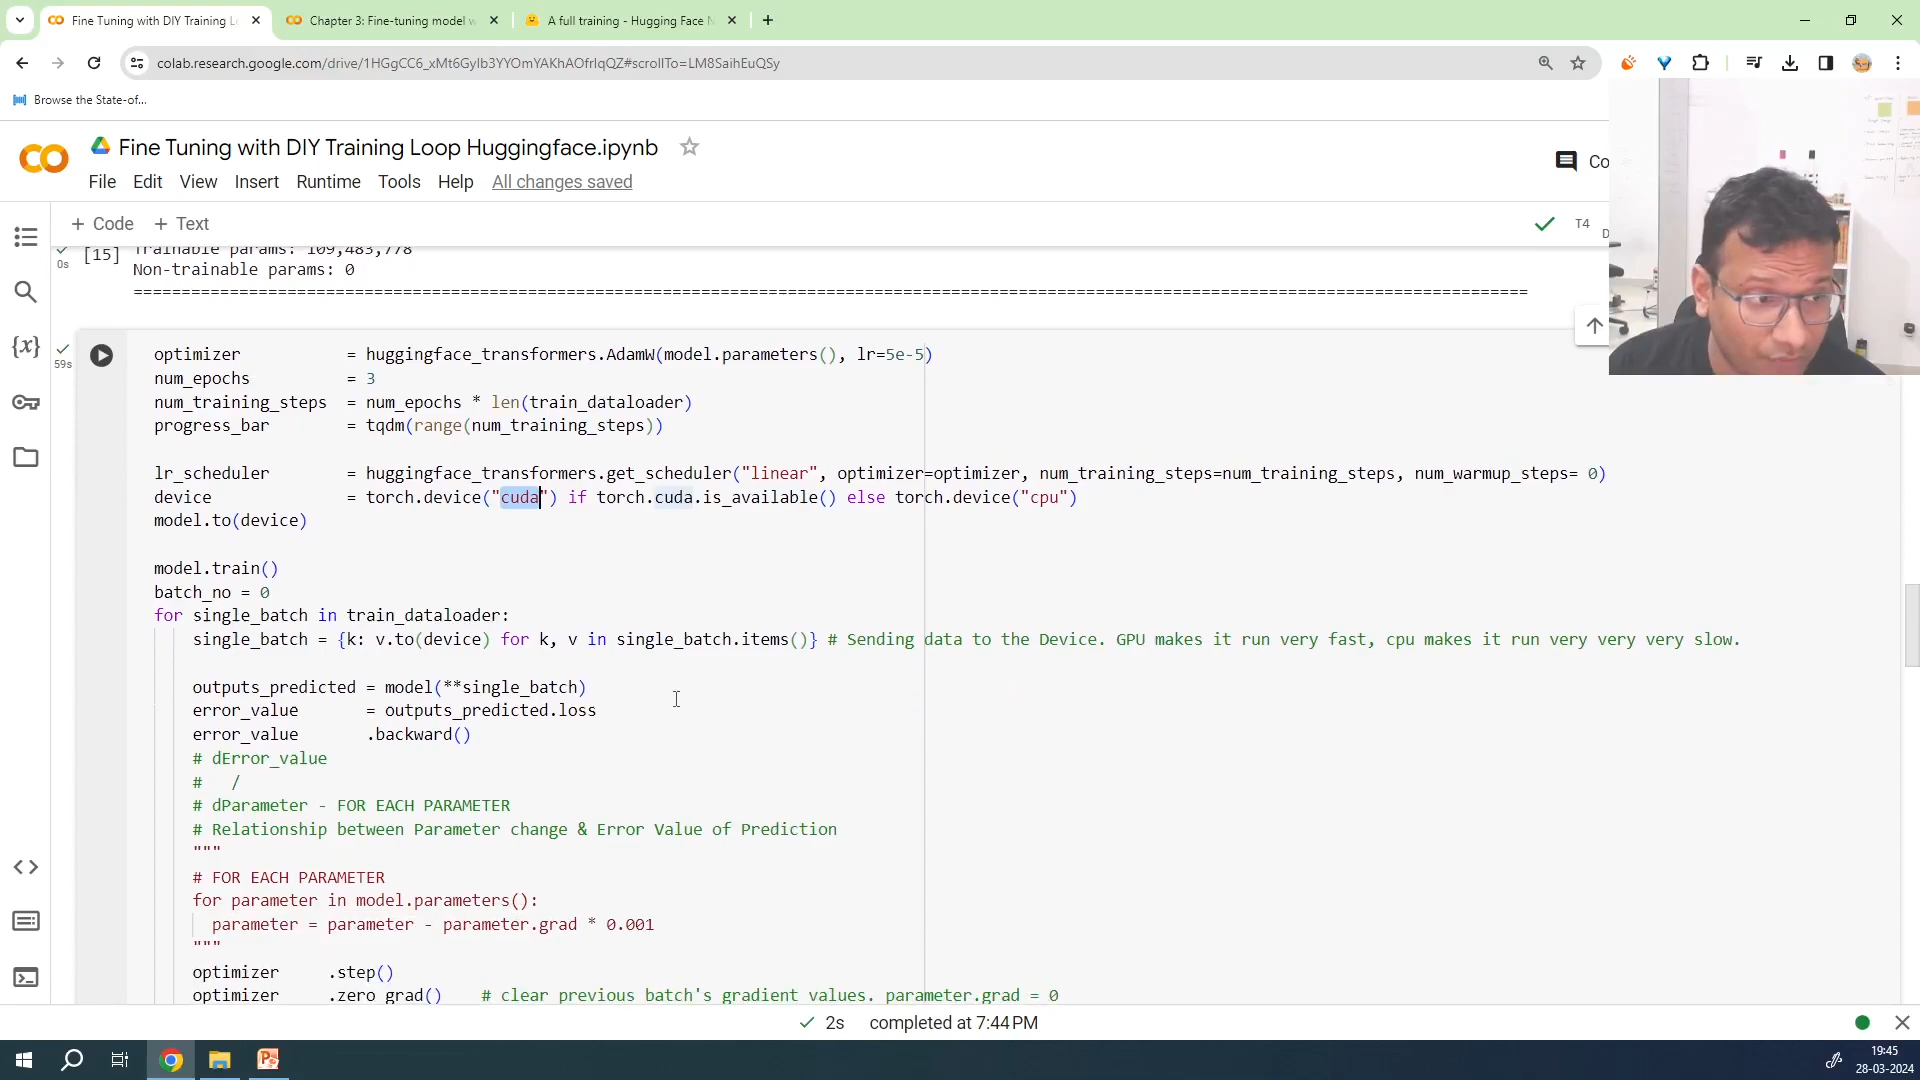 Fine Tuning with DIY Training L
Chapter 3: Fine-tuning model w
A full training - Hugging Face N
colab.research.google.com/drive/1HGgCC6_xMt6GyIb3YYOmYAKhAOfrIqQZ#scrollTo=LM8SaihEuQSy
Browse the State-of...
Fine Tuning with DIY Training Loop Huggingface.ipynb
Co
File Edit View Insert Runtime Tools Help All changes saved
+ Code + Text
T4
[15] Trainable params: 109,483,778
0s
Non-trainable params: 0
59s
optimizer = huggingface_transformers.AdamW(model.parameters(), lr=5e-5)
num_epochs = 3
num_training_steps = num_epochs * len(train_dataloader)
progress_bar = tqdm(range(num_training_steps))
lr_scheduler = huggingface_transformers.get_scheduler("linear", optimizer=optimizer, num_training_steps=num_training_steps, num_warmup_steps= 0)
device = torch.device("cuda") if torch.cuda.is_available() else torch.device("cpu")
model.to(device)
model.train()
batch_no = 0
for single_batch in train_dataloader:
single_batch = {k: v.to(device) for k, v in single_batch.items()} # Sending data to the Device. GPU makes it run very fast, cpu makes it run very very very slow.
outputs_predicted = model(**single_batch)
error_value = outputs_predicted.loss
error_value .backward()
# dError_value
# /
# dParameter - FOR EACH PARAMETER
# Relationship between Parameter change & Error Value of Prediction
"""
# FOR EACH PARAMETER
for parameter in model.parameters():
parameter = parameter - parameter.grad * 0.001
"""
optimizer .step()
optimizer .zero_grad() # clear previous batch's gradient values. parameter.grad = 0
2s completed at 7:44 PM
19:45
28-03-2024